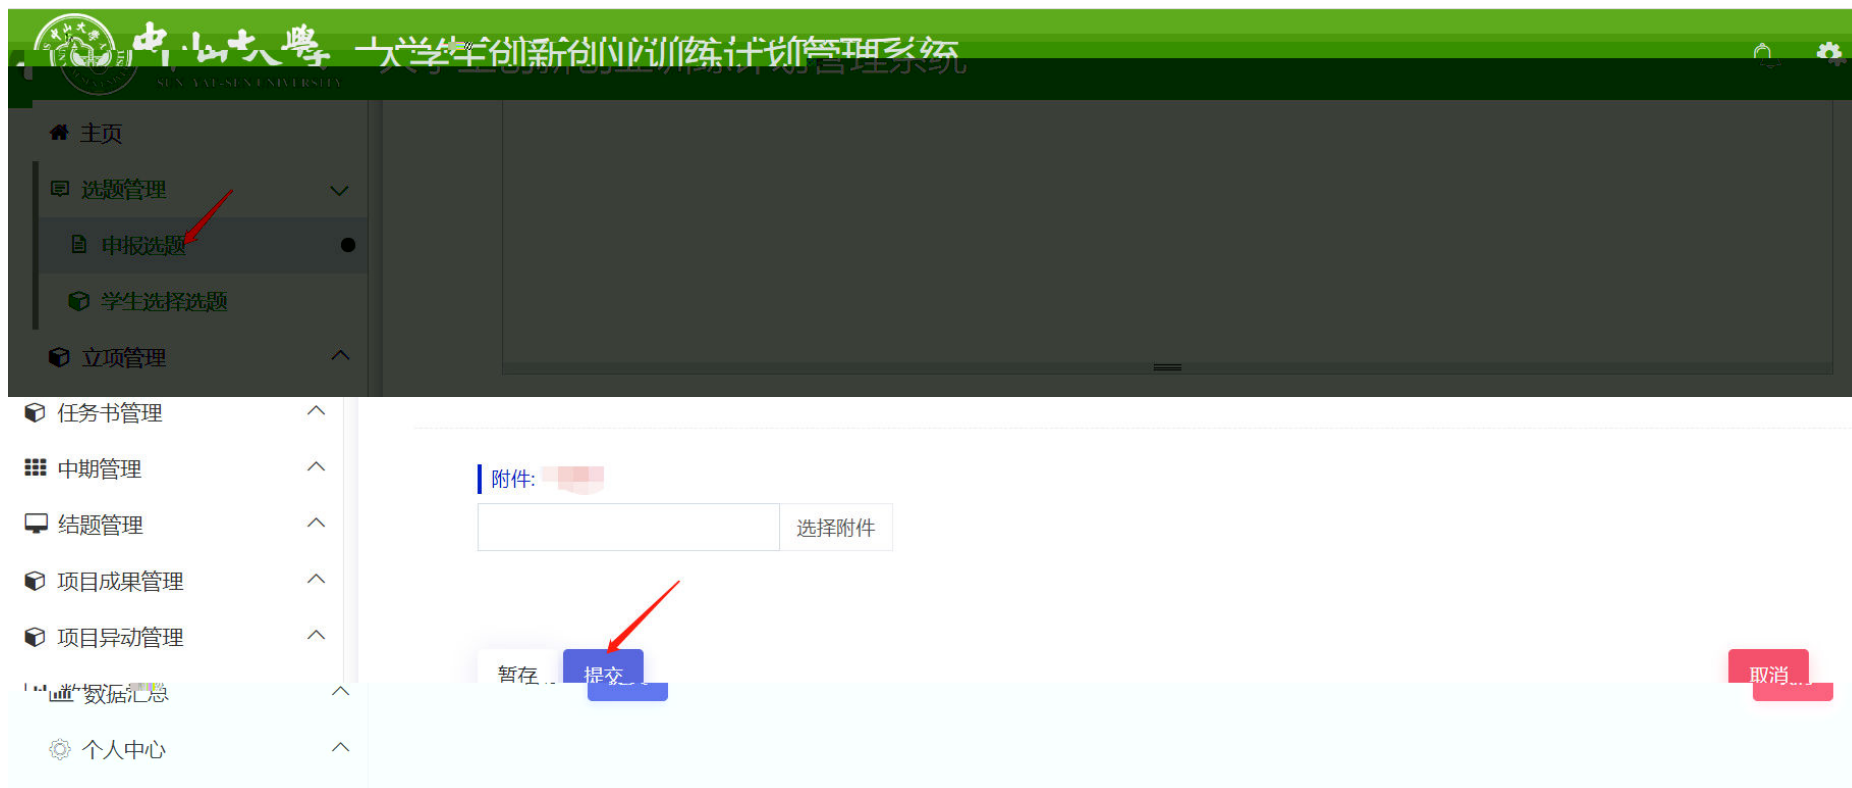 中山大學 大学生创新创业训练计划管理系统
SUN YAT-SEN UNIVERSITY
主页
选题管理
申报选题
学生选择选题
立项管理
任务书管理
中期管理
附件:
选择附件
结题管理
项目成果管理
项目异动管理
暂存 提交 取消
数据汇总
个人中心